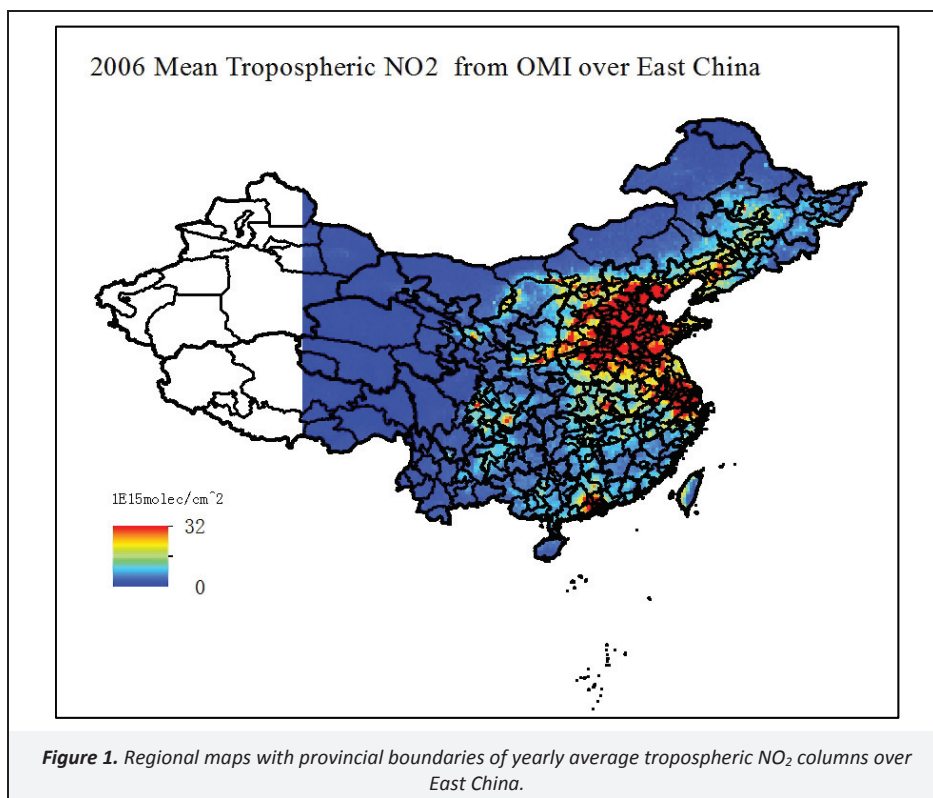 2006 Mean Tropospheric NO2 from OMI over East China
1E15molec/cm^2
32
0
Figure 1. Regional maps with provincial boundaries of yearly average tropospheric NO₂ columns over
East China.